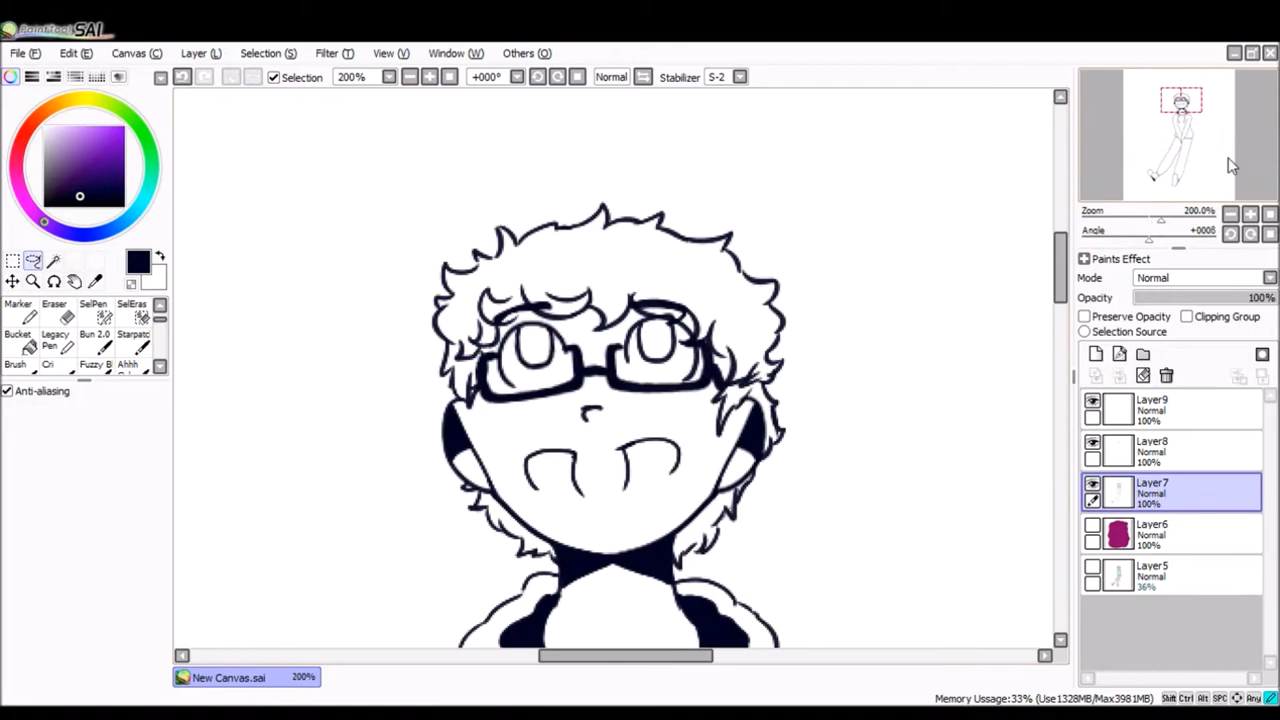 PaintTool SAI
File (F) Edit (E) Canvas (C) Layer (L) Selection (S) Filter (T) View (V) Window (W) Others (O)
Selection 200% +000° Normal Stabilizer S-2
Zoom 200.0%
Angle +000ß
Paints Effect
Mode Normal
Opacity 100%
Preserve Opacity Clipping Group
Selection Source
Marker Eraser SelPen SelEras
Bucket Legacy Pen Bun 2.0 Starpatc
Brush Cri Fuzzy B Ahhh
Anti-aliasing
Layer9
Normal
100%
Layer8
Normal
100%
Layer7
Normal
100%
Layer6
Normal
100%
Layer5
Normal
36%
New Canvas.sai 200%
Memory Ussage:33% (Use1328MB/Max3981MB) Shift Ctrl Alt SPC Any